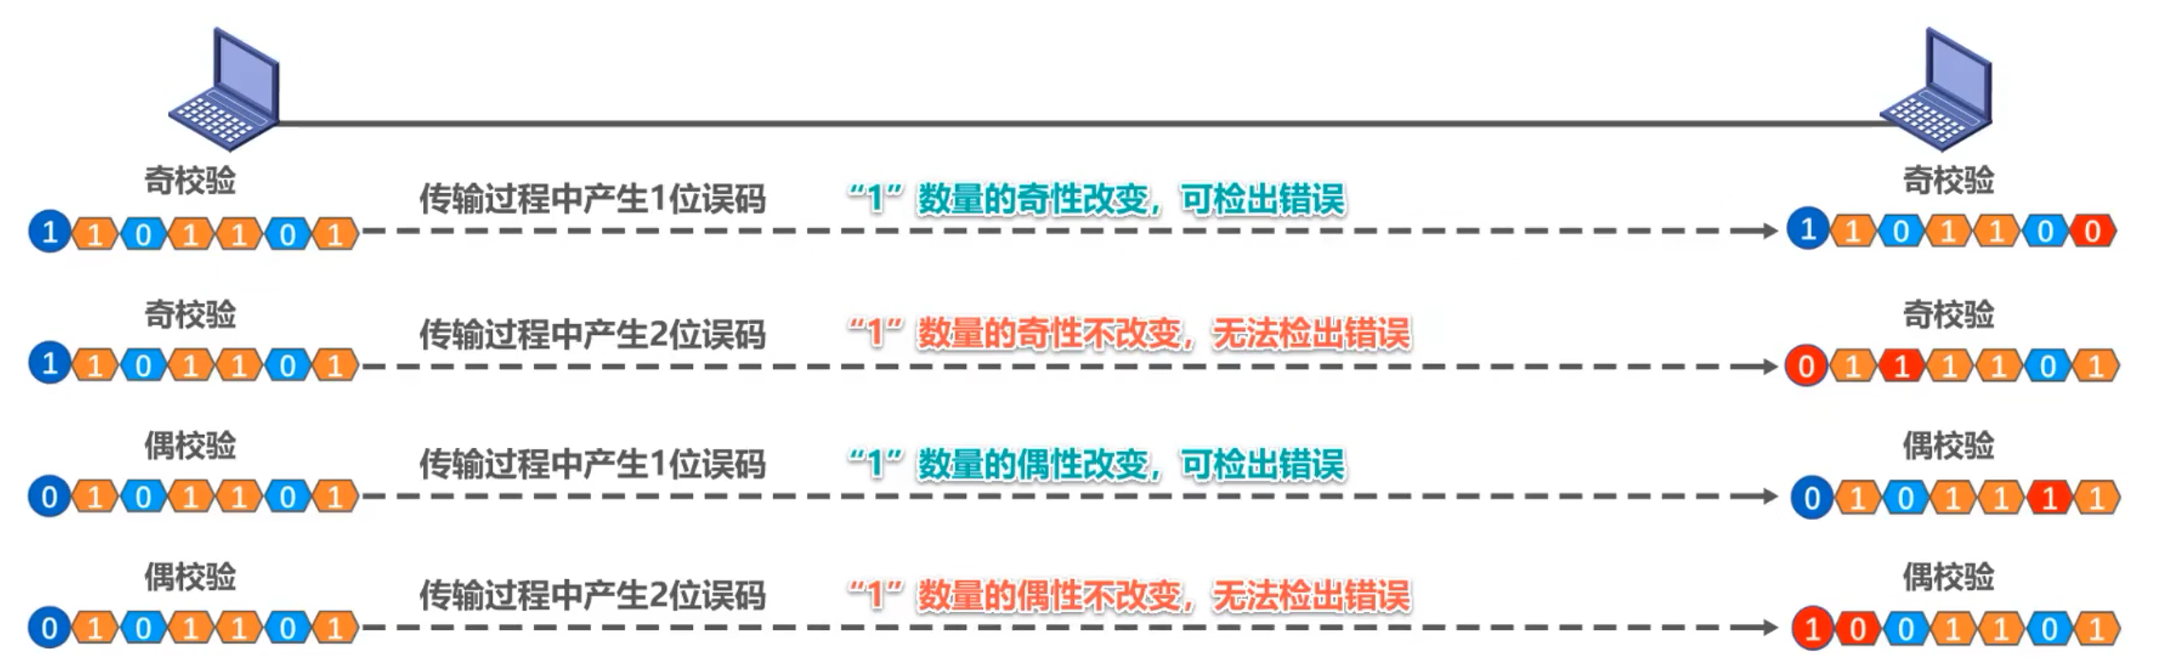 奇校验 奇校验
传输过程中产生1位误码 “1”数量的奇性改变，可检出错误
1 1 0 1 1 0 1 1 1 0 1 1 0 0
奇校验 奇校验
传输过程中产生2位误码 “1”数量的奇性不改变，无法检出错误
1 1 0 1 1 0 1 0 1 1 1 1 0 1
偶校验 偶校验
传输过程中产生1位误码 “1”数量的偶性改变，可检出错误
0 1 0 1 1 0 1 0 1 0 1 1 1 1
偶校验 偶校验
传输过程中产生2位误码 “1”数量的偶性不改变，无法检出错误
0 1 0 1 1 0 1 1 0 0 1 1 0 1